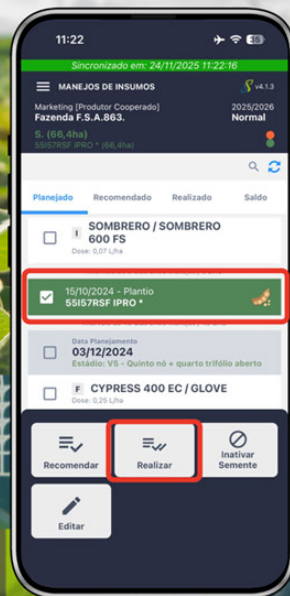 11:22
35
Sincronizado em: 24/11/2025 11:22:16
MANEJOS DE INSUMOS
v4.1.3
Marketing [Produtor Cooperado]
2025/2026
Fazenda F.S.A.863.
Normal
S. (66,4ha)
55I57RSF IPRO * (66,4ha)
Planejado Recomendado Realizado Saldo
I SOMBRERO / SOMBRERO
600 FS
Dose: 0,07 L/ha
15/10/2024 - Plantio
55I57RSF IPRO *
Data Planejamento
03/12/2024
Estádio: V5 - Quinto nó + quarto trifólio aberto
F CYPRESS 400 EC / GLOVE
Dose: 0,25 L/ha
Recomendar
Realizar
Inativar
Semente
Editar